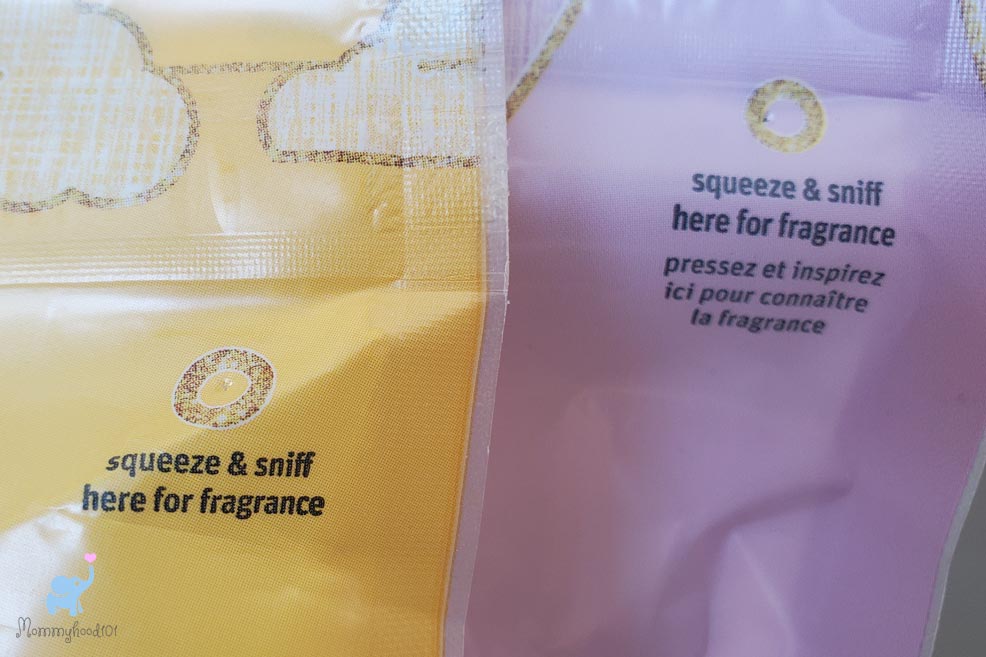 squeeze & sniff
here for fragrance
squeeze & sniff
here for fragrance
pressez et inspirez
ici pour connaître
la fragrance
Mommyhood101